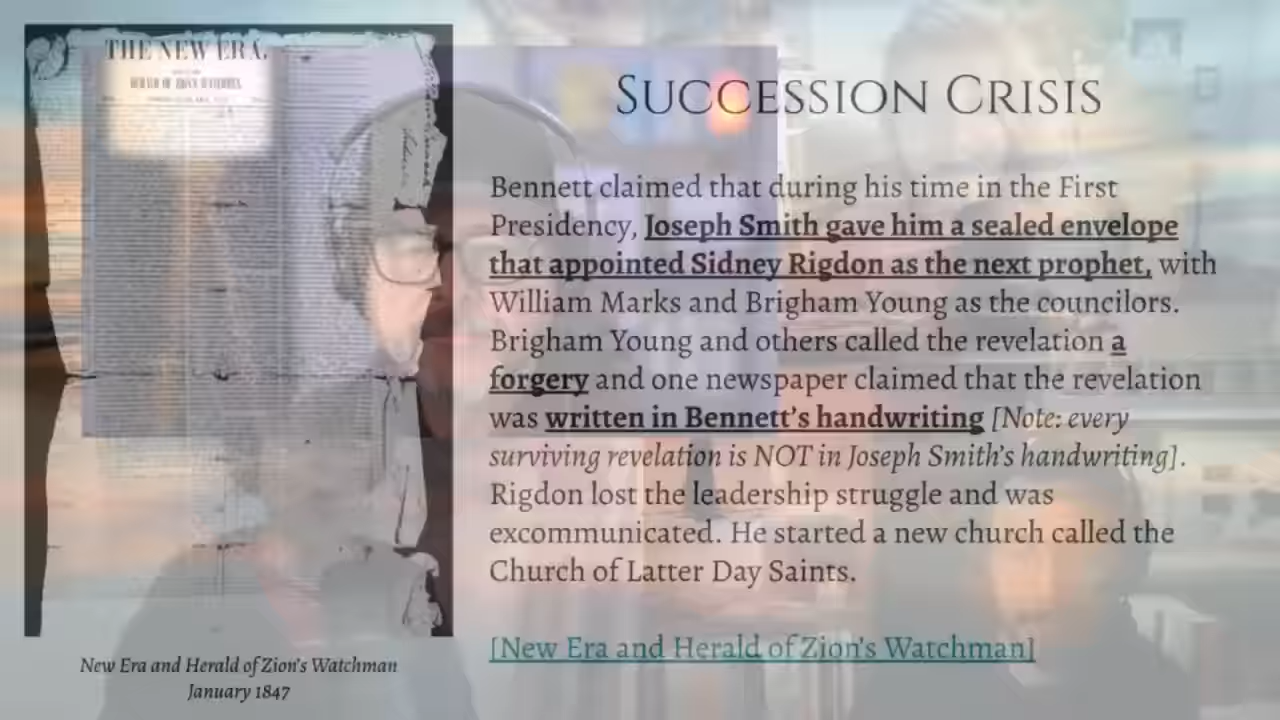 THE NEW ERA.
Succession Crisis
Bennett claimed that during his time in the First
Presidency, Joseph Smith gave him a sealed envelope
that appointed Sidney Rigdon as the next prophet, with
William Marks and Brigham Young as the councilors.
Brigham Young and others called the revelation a
forgery and one newspaper claimed that the revelation
was written in Bennett's handwriting [Note: every
surviving revelation is NOT in Joseph Smith's handwriting].
Rigdon lost the leadership struggle and was
excommunicated. He started a new church called the
Church of Latter Day Saints.
[New Era and Herald of Zion's Watchman]
New Era and Herald of Zion's Watchman
January 1847